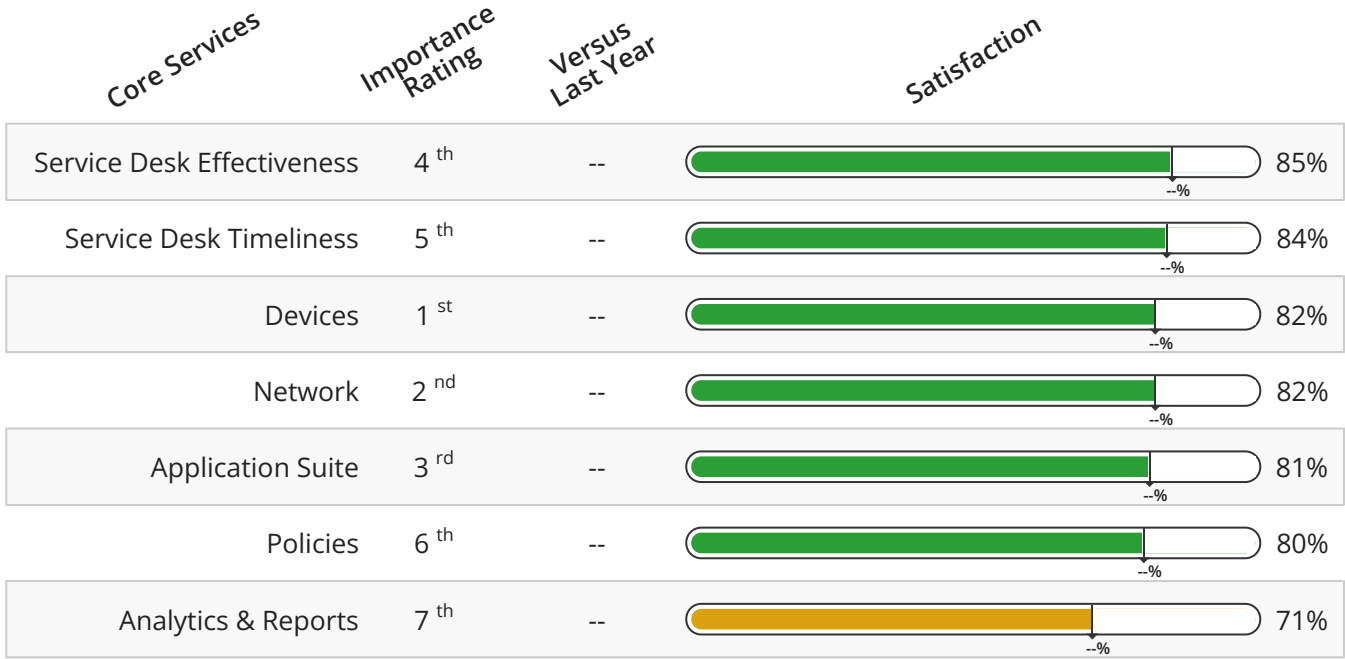 Core Services
Importance
Rating
Versus
Last Year
Satisfaction
Service Desk Effectiveness 4 th -- 85%
--%
Service Desk Timeliness 5 th -- 84%
--%
Devices 1 st -- 82%
--%
Network 2 nd -- 82%
--%
Application Suite 3 rd -- 81%
--%
Policies 6 th -- 80%
--%
Analytics & Reports 7 th -- 71%
--%